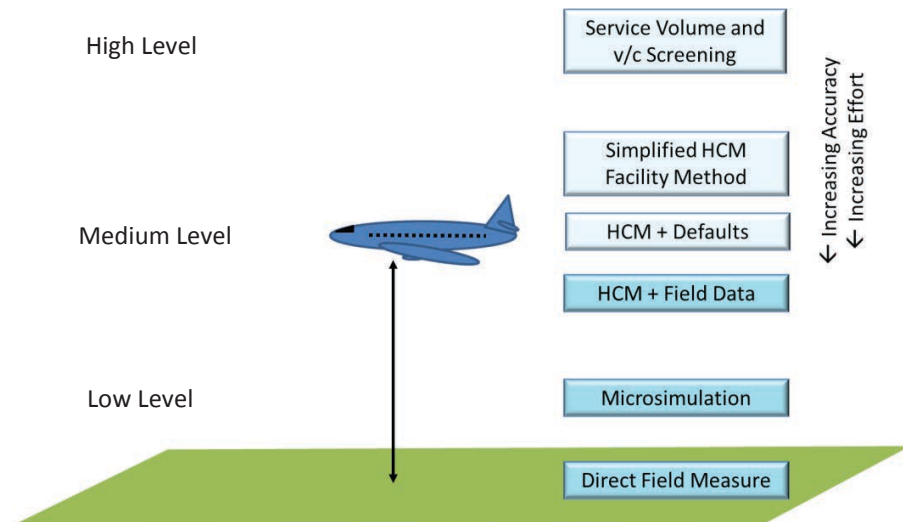 High Level
Service Volume and
v/c Screening
← Increasing Accuracy
← Increasing Effort
Simplified HCM
Facility Method
Medium Level
HCM + Defaults
HCM + Field Data
Low Level
Microsimulation
Direct Field Measure